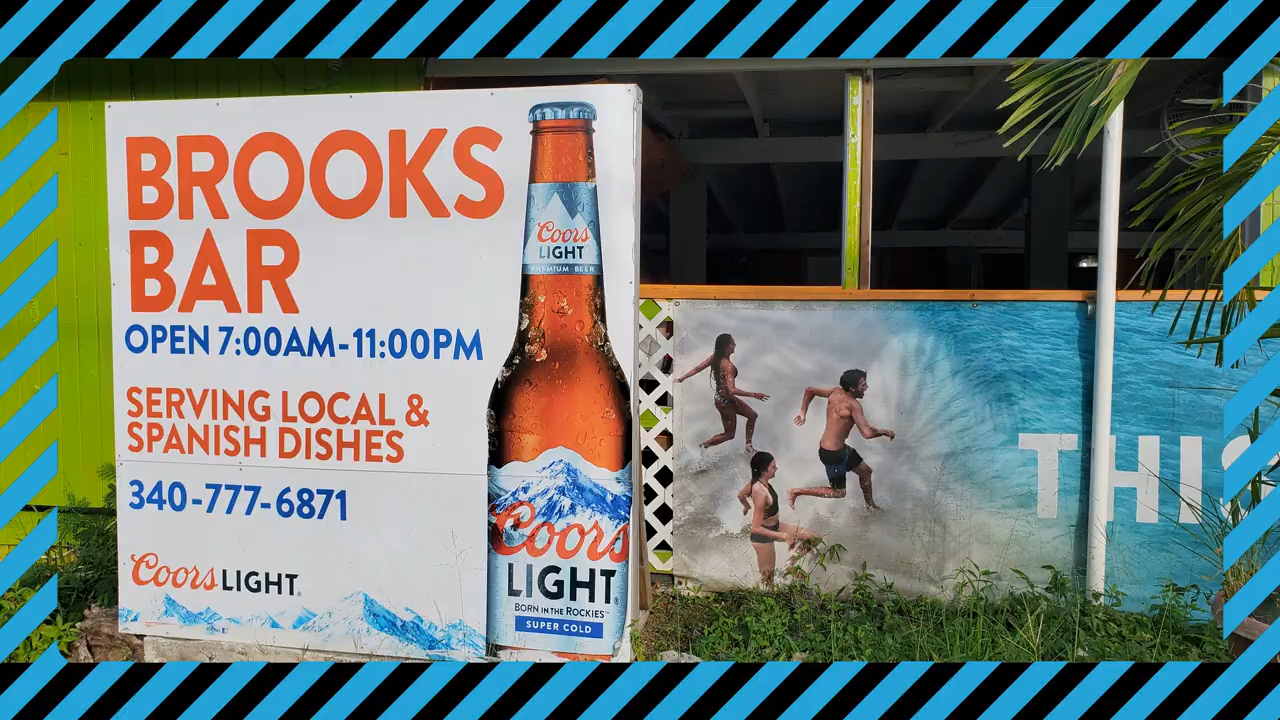 BROOKS
BAR
OPEN 7:00AM-11:00PM
SERVING LOCAL &
SPANISH DISHES
340-777-6871
Coors LIGHT
Coors
LIGHT
PREMIUM BEER
Coors
LIGHT
BORN IN THE ROCKIES™
SUPER COLD
THIS